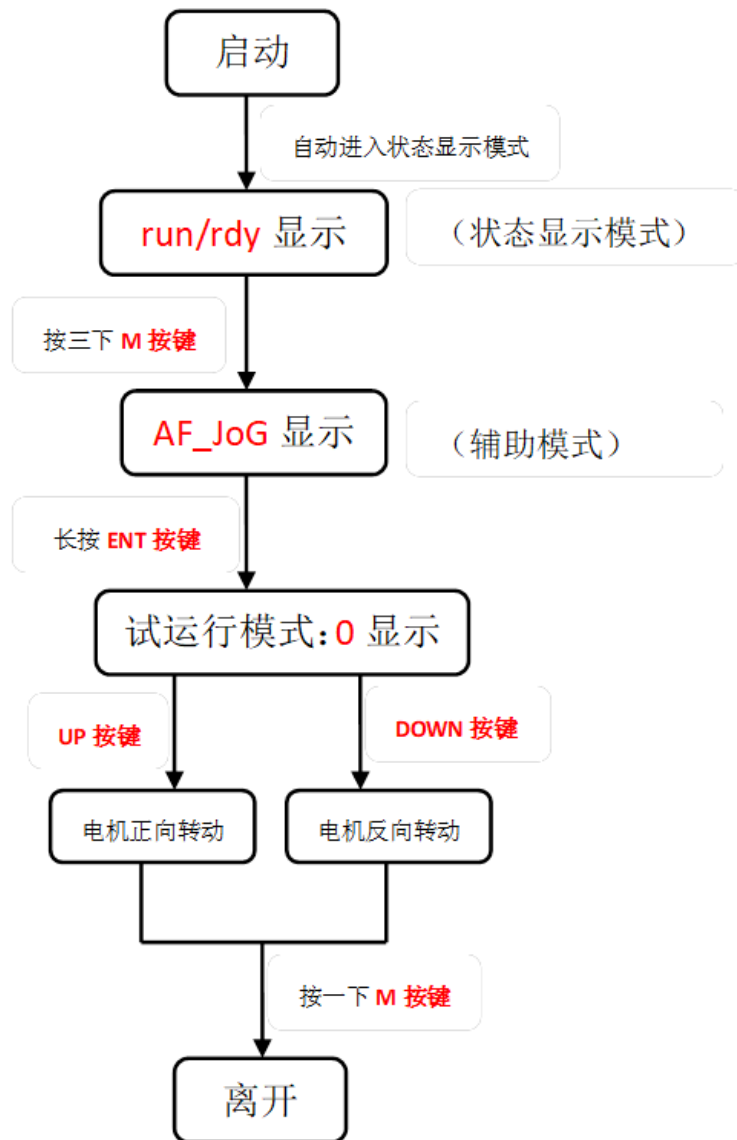 启动
自动进入状态显示模式
run/rdy 显示
（状态显示模式）
按三下 M 按键
AF_JoG 显示
（辅助模式）
长按 ENT 按键
试运行模式：0 显示
UP 按键
DOWN 按键
电机正向转动
电机反向转动
按一下 M 按键
离开